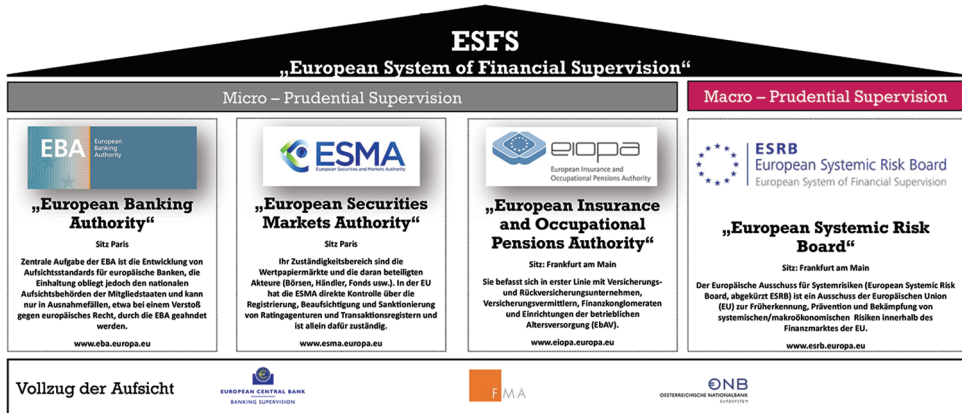 ESFS
„European System of Financial Supervision“
Micro – Prudential Supervision
Macro – Prudential Supervision
EBA
European
Banking
Authority
„European Banking
Authority“
Sitz Paris
Zentrale Aufgabe der EBA ist die Entwicklung von
Aufsichtsstandards für europäische Banken, die
Einhaltung obliegt jedoch den nationalen
Aufsichtsbehörden der Mitgliedstaaten und kann
nur in Ausnahmefällen, etwa bei einem Verstoß
gegen europäisches Recht, durch die EBA geahndet
werden.
www.eba.europa.eu
ESMA
European Securities and Markets Authority
„European Securities
Markets Authority“
Sitz Paris
Ihr Zuständigkeitsbereich sind die
Wertpapiermärkte und die daran beteiligten
Akteure (Börsen, Händler, Fonds usw.). In der EU
hat die ESMA direkte Kontrolle über die
Registrierung, Beaufsichtigung und Sanktionierung
von Ratingagenturen und Transaktionsregistern und
ist allein dafür zuständig.
www.esma.europa.eu
eiopa
European Insurance and
Occupational Pensions Authority
„European Insurance
and Occupational
Pensions Authority“
Sitz: Frankfurt am Main
Sie befasst sich in erster Linie mit Versicherungs-
und Rückversicherungsunternehmen,
Versicherungsvermittlern, Finanzkonglomeraten
und Einrichtungen der betrieblichen
Altersversorgung (EbAV).
www.eiopa.europa.eu
ESRB
European Systemic Risk Board
European System of Financial Supervision
„European Systemic Risk
Board“
Sitz: Frankfurt am Main
Der Europäische Ausschuss für Systemrisiken (European Systemic Risk
Board, abgekürzt ESRB) ist ein Ausschuss der Europäischen Union
(EU) zur Früherkennung, Prävention und Bekämpfung von
systemischen/makroökonomischen Risiken innerhalb des
Finanzmarktes der EU.
www.esrb.europa.eu
Vollzug der Aufsicht
EUROPEAN CENTRAL BANK
BANKING SUPERVISION
FMA
ŒNB
OESTERREICHISCHE NATIONALBANK
EUROSYSTEM